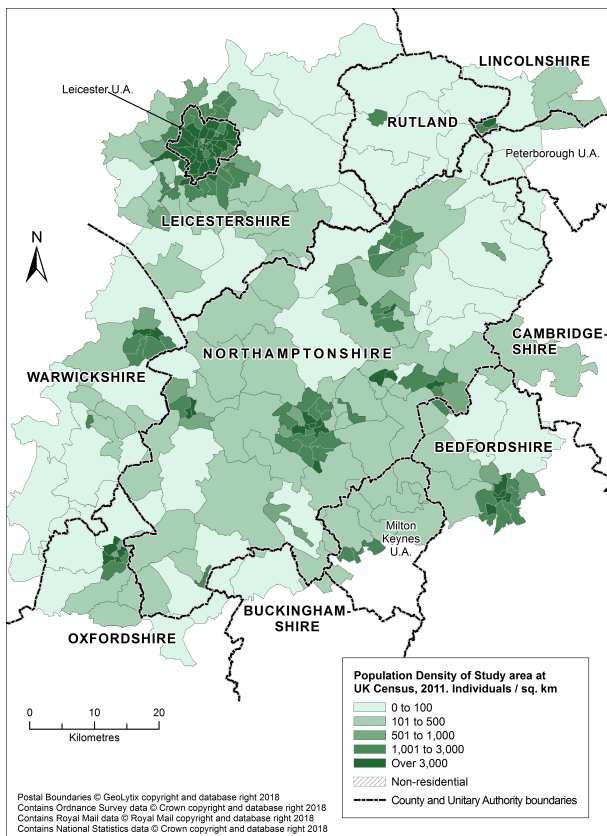 LINCOLNSHIRE
Leicester U.A.
RUTLAND
Peterborough U.A.
LEICESTERSHIRE
N
CAMBRIDGE-
SHIRE
NORTHAMPTONSHIRE
WARWICKSHIRE
BEDFORDSHIRE
Milton
Keynes
U.A.
BUCKINGHAM-
SHIRE
OXFORDSHIRE
Population Density of Study area at
UK Census, 2011. Individuals / sq. km
0 to 100
101 to 500
501 to 1,000
1,001 to 3,000
Over 3,000
Non-residential
County and Unitary Authority boundaries
0 10 20
Kilometres
Postal Boundaries © GeoLytix copyright and database right 2018
Contains Ordnance Survey data © Crown copyright and database right 2018
Contains Royal Mail data © Royal Mail copyright and database right 2018
Contains National Statistics data © Crown copyright and database right 2018